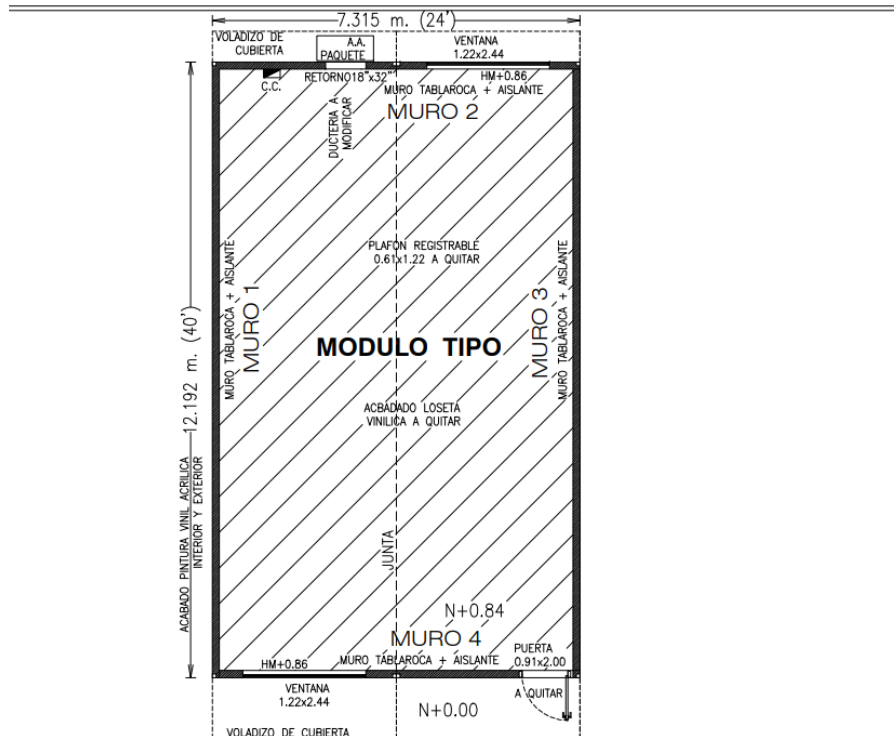 7.315 m. (24')
VOLADIZO DE
CUBIERTA
A.A.
PAQUETE
VENTANA
1.22x2.44
C.C.
RETORNO18"x32"
HM+0.86
MURO TABLAROCA + AISLANTE
MURO 2
DUCTERIA A
MODIFICAR
PLAFON REGISTRABLE
0.61x1.22 A QUITAR
MURO TABLAROCA + AISLANTE
MURO 1
MODULO TIPO
MURO 3
MURO TABLAROCA + AISLANTE
12.192 m. (40')
ACBADADO LOSETA
VINILICA A QUITAR
ACABADO PINTURA VINIL ACRILICA
INTERIOR Y EXTERIOR
JUNTA
N+0.84
MURO 4
HM+0.86
MURO TABLAROCA + AISLANTE
PUERTA
0.91x2.00
VENTANA
1.22x2.44
A QUITAR
N+0.00
VOLADIZO DE CUBIERTA